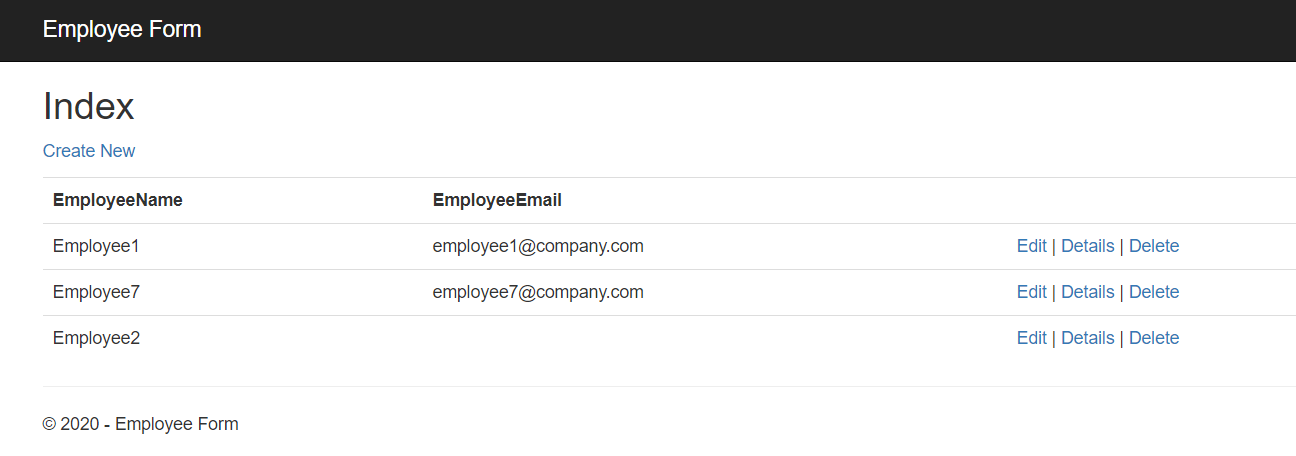 Employee Form
Index
Create New
EmployeeName EmployeeEmail
Employee1 employee1@company.com Edit | Details | Delete
Employee7 employee7@company.com Edit | Details | Delete
Employee2 Edit | Details | Delete
© 2020 - Employee Form